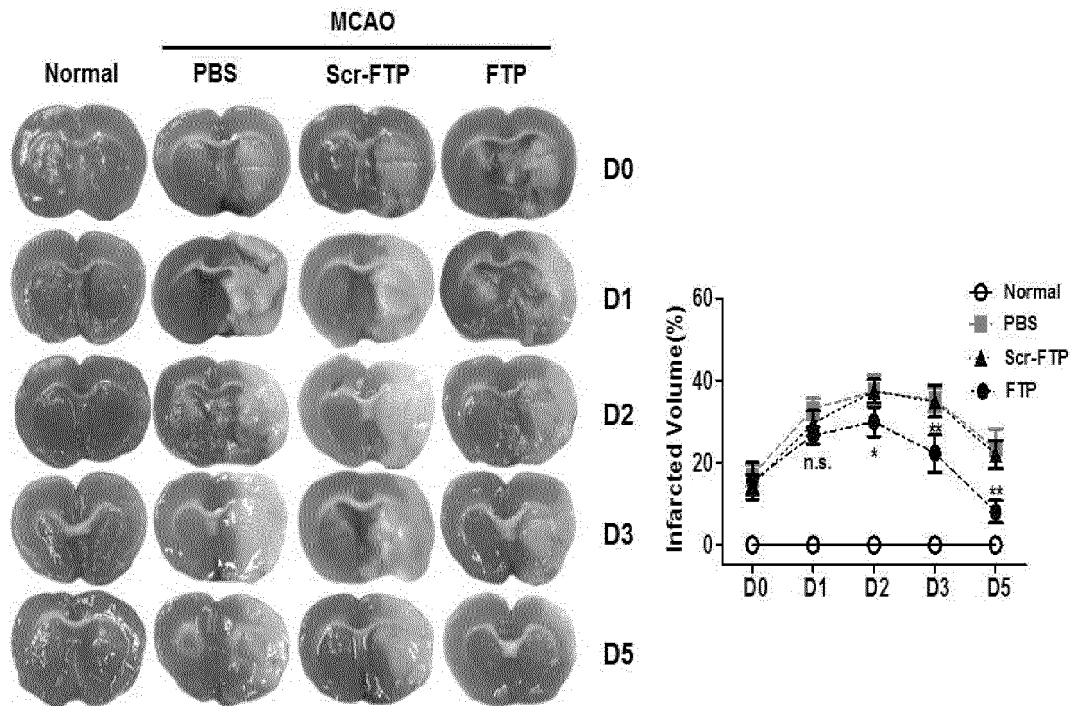 MCAO
Normal PBS Scr-FTP FTP
D0
D1
D2
D3
D5
Infarcted Volume(%)
60
40
20
0
D0 D1 D2 D3 D5
n.s.
*
**
**
Normal
PBS
Scr-FTP
FTP